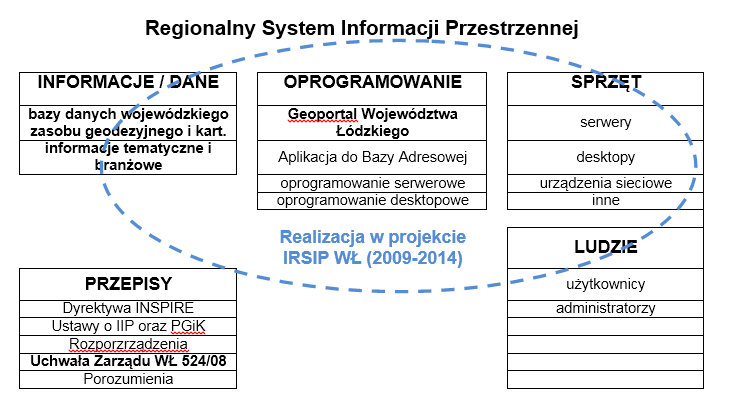 Regionalny System Informacji Przestrzennej
INFORMACJE / DANE
bazy danych wojewódzkiego
zasobu geodezyjnego i kart.
informacje tematyczne i
branżowe
OPROGRAMOWANIE
Geoportal Województwa
Łódzkiego
Aplikacja do Bazy Adresowej
oprogramowanie serwerowe
oprogramowanie desktopowe
SPRZĘT
serwery
desktopy
urządzenia sieciowe
inne
Realizacja w projekcie
IRSIP WŁ (2009-2014)
LUDZIE
użytkownicy
administratorzy
PRZEPISY
Dyrektywa INSPIRE
Ustawy o IIP oraz PGiK
Rozporzrządzenia
Uchwała Zarządu WŁ 524/08
Porozumienia